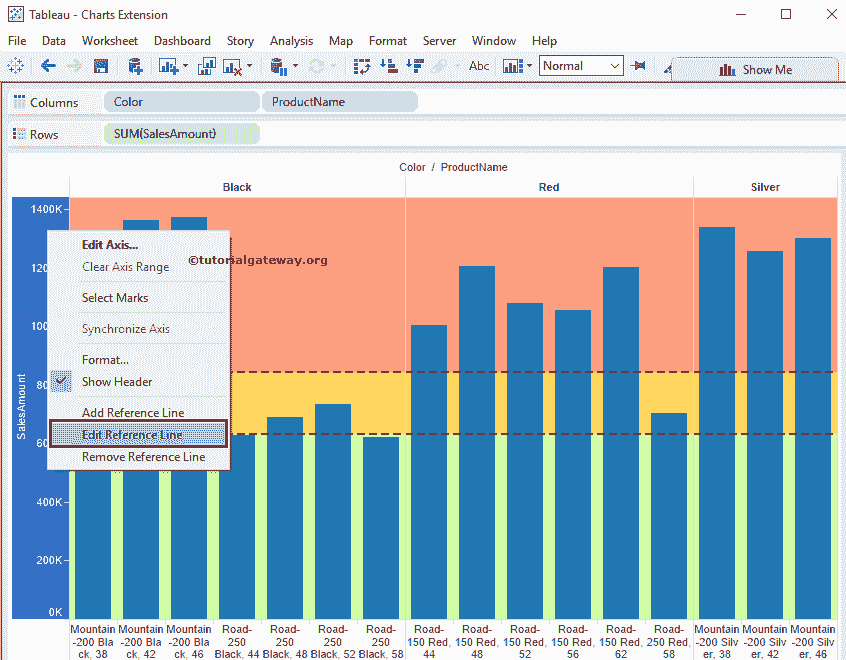 Tableau - Charts Extension
File Data Worksheet Dashboard Story Analysis Map Format Server Window Help
Abc Normal Show Me
Columns Color ProductName
Rows SUM(SalesAmount)
Color / ProductName
Black Red Silver
1400K
Edit Axis...
©tutorialgateway.org
Clear Axis Range
Select Marks
Synchronize Axis
Format...
Show Header
SalesAmount
Add Reference Line
Edit Reference Line
Remove Reference Line
400K
200K
0K
Mountain Mountain Mountain Road- Road- Road- Road- Road- Road- Road- Road- Road- Road- Mountain Mountain Mountain
-200 Bla -200 Bla -200 Bla 250 250 250 250 150 Red, 150 Red, 150 Red, 150 Red, 150 Red, 250 Red, -200 Silv -200 Silv -200 Silv
ck, 38 ck, 42 ck, 46 Black, 44 Black, 48 Black, 52 Black, 58 44 48 52 56 62 58 er, 38 er, 42 er, 46